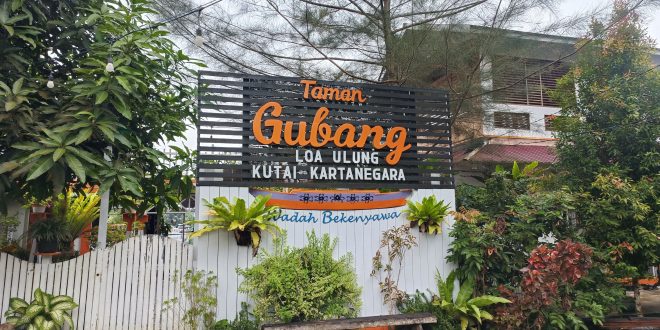 Taman
Gubang
LOA ULUNG
KUTAI KARTANEGARA
Wadah Bekenyawa